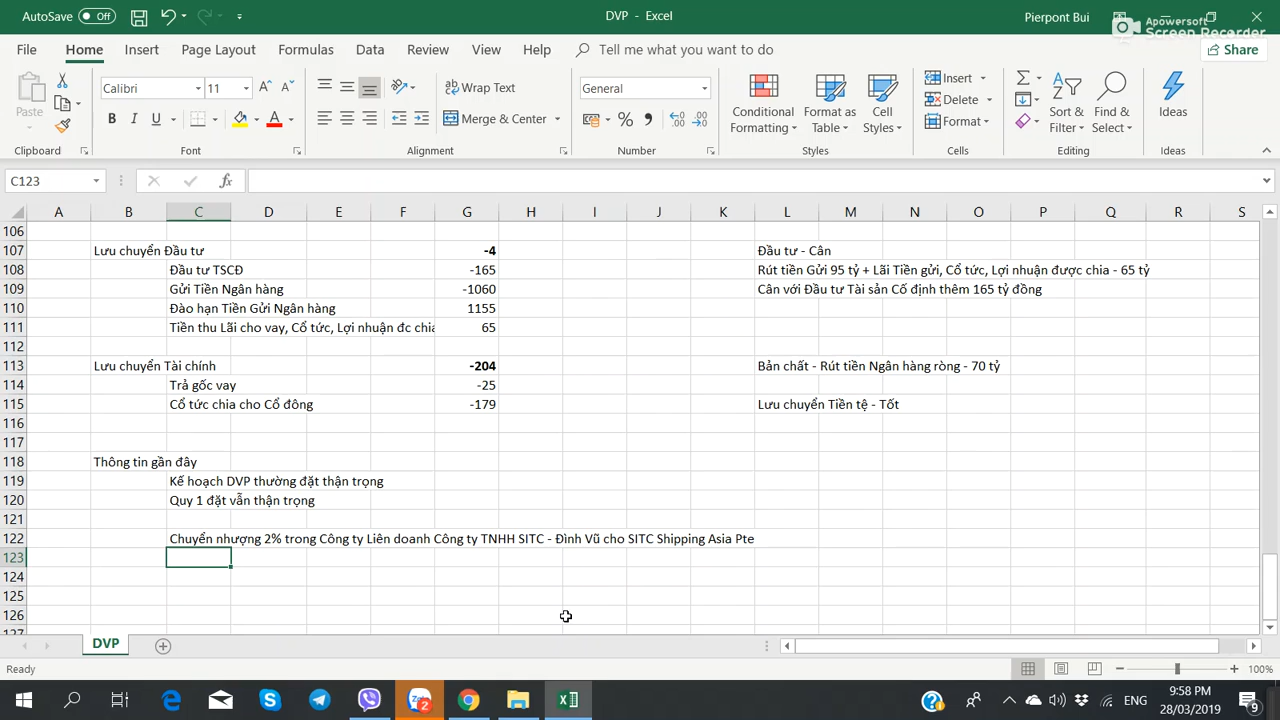 AutoSave Off
DVP - Excel
Pierpont Bui
Apowersoft
Screen Recorder
File Home Insert Page Layout Formulas Data Review View Help Tell me what you want to do Share
Calibri 11 Wrap Text General Insert
Paste B I U Merge & Center % Conditional Formatting Format as Table Cell Styles Delete Format Sort & Filter Find & Select Ideas
Clipboard Font Alignment Number Styles Cells Editing Ideas
C123 fx
A B C D E F G H I J K L M N O P Q R S
106
107 Lưu chuyển Đầu tư -4 Đầu tư - Cân
108 Đầu tư TSCĐ -165 Rút tiền Gửi 95 tỷ + Lãi Tiền gửi, Cổ tức, Lợi nhuận được chia - 65 tỷ
109 Gửi Tiền Ngân hàng -1060 Cân với Đầu tư Tài sản Cố định thêm 165 tỷ đồng
110 Đào hạn Tiền Gửi Ngân hàng 1155
111 Tiền thu Lãi cho vay, Cổ tức, Lợi nhuận đc chia 65
112
113 Lưu chuyển Tài chính -204 Bản chất - Rút tiền Ngân hàng ròng - 70 tỷ
114 Trả gốc vay -25
115 Cổ tức chia cho Cổ đông -179 Lưu chuyển Tiền tệ - Tốt
116
117
118 Thông tin gần đây
119 Kế hoạch DVP thường đặt thận trọng
120 Quy 1 đặt vẫn thận trọng
121
122 Chuyển nhượng 2% trong Công ty Liên doanh Công ty TNHH SITC - Đình Vũ cho SITC Shipping Asia Pte
123
124
125
126
127
DVP
Ready 100%
ENG 9:58 PM
28/03/2019